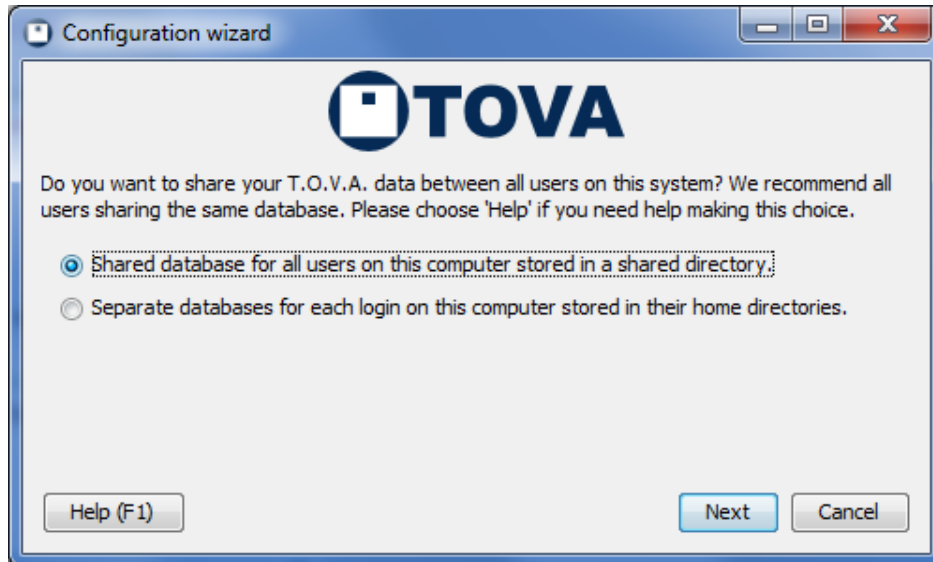 Configuration wizard
TOVA
Do you want to share your T.O.V.A. data between all users on this system? We recommend all
users sharing the same database. Please choose 'Help' if you need help making this choice.
Shared database for all users on this computer stored in a shared directory.
Separate databases for each login on this computer stored in their home directories.
Help (F1)
Next
Cancel